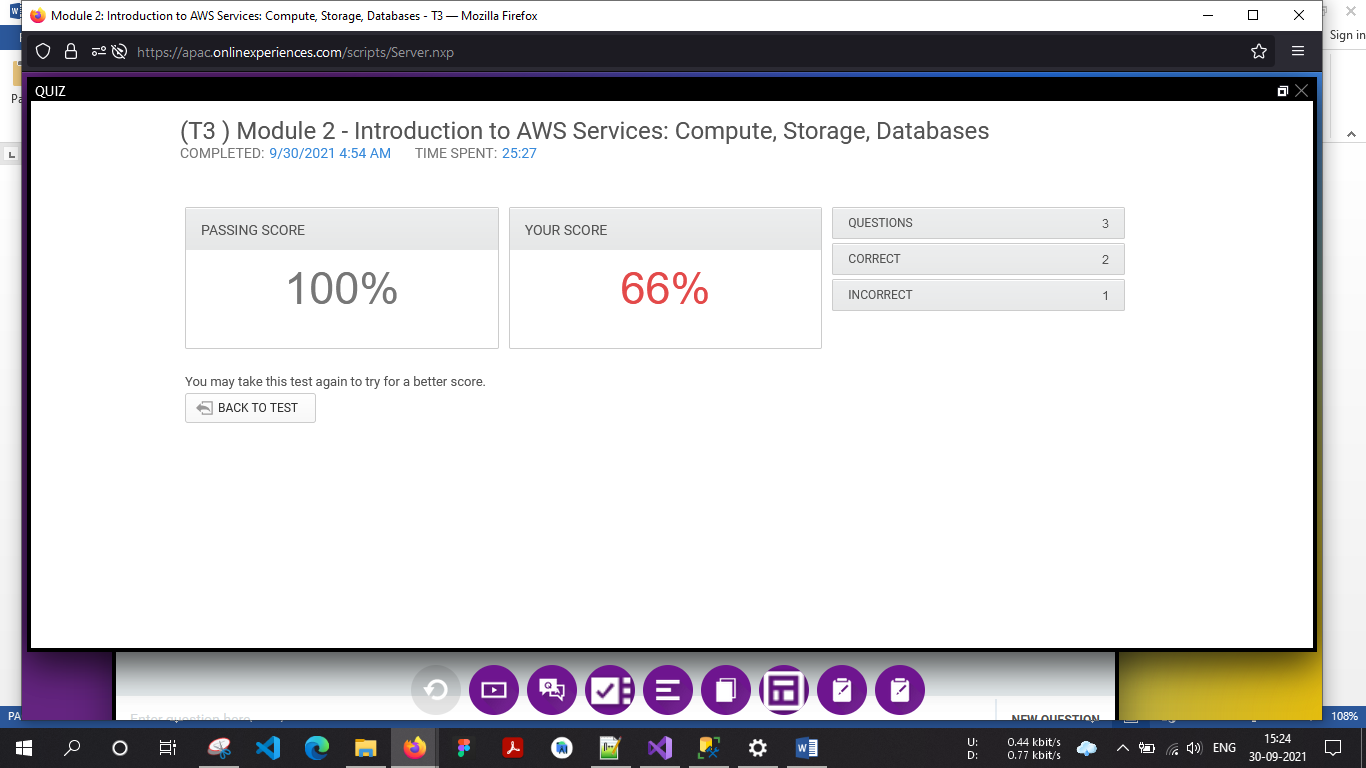 Module 2: Introduction to AWS Services: Compute, Storage, Databases - T3 — Mozilla Firefox
Sign in
https://apac.onlinexperiences.com/scripts/Server.nxp
QUIZ
(T3 ) Module 2 - Introduction to AWS Services: Compute, Storage, Databases
COMPLETED: 9/30/2021 4:54 AM TIME SPENT: 25:27
PASSING SCORE
100%
YOUR SCORE
66%
QUESTIONS 3
CORRECT 2
INCORRECT 1
You may take this test again to try for a better score.
BACK TO TEST
Enter question here
NEW QUESTION
PA
108%
U: 0.44 kbit/s
D: 0.77 kbit/s
ENG
15:24
30-09-2021